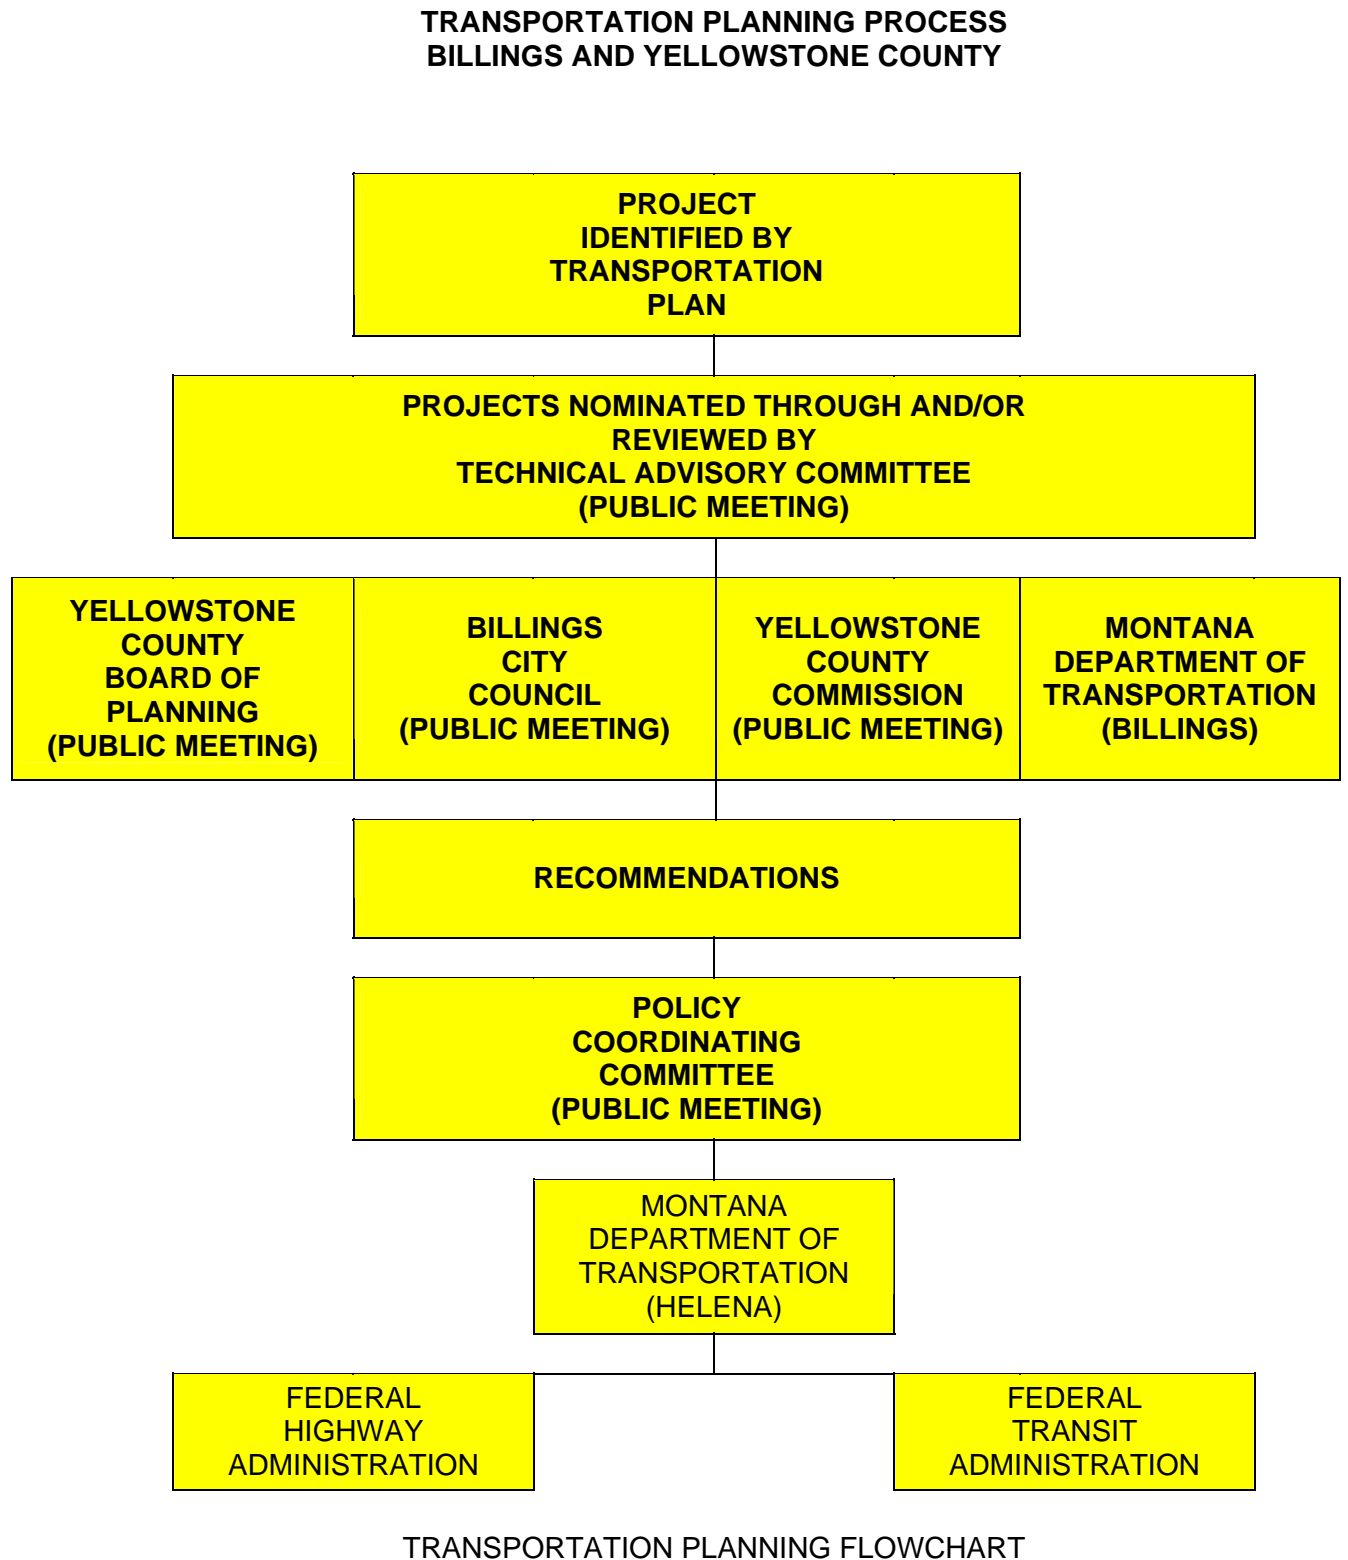 TRANSPORTATION PLANNING PROCESS
BILLINGS AND YELLOWSTONE COUNTY
PROJECT
IDENTIFIED BY
TRANSPORTATION
PLAN
PROJECTS NOMINATED THROUGH AND/OR
REVIEWED BY
TECHNICAL ADVISORY COMMITTEE
(PUBLIC MEETING)
YELLOWSTONE
COUNTY
BOARD OF
PLANNING
(PUBLIC MEETING)
BILLINGS
CITY
COUNCIL
(PUBLIC MEETING)
YELLOWSTONE
COUNTY
COMMISSION
(PUBLIC MEETING)
MONTANA
DEPARTMENT OF
TRANSPORTATION
(BILLINGS)
RECOMMENDATIONS
POLICY
COORDINATING
COMMITTEE
(PUBLIC MEETING)
MONTANA
DEPARTMENT OF
TRANSPORTATION
(HELENA)
FEDERAL
HIGHWAY
ADMINISTRATION
FEDERAL
TRANSIT
ADMINISTRATION
TRANSPORTATION PLANNING FLOWCHART